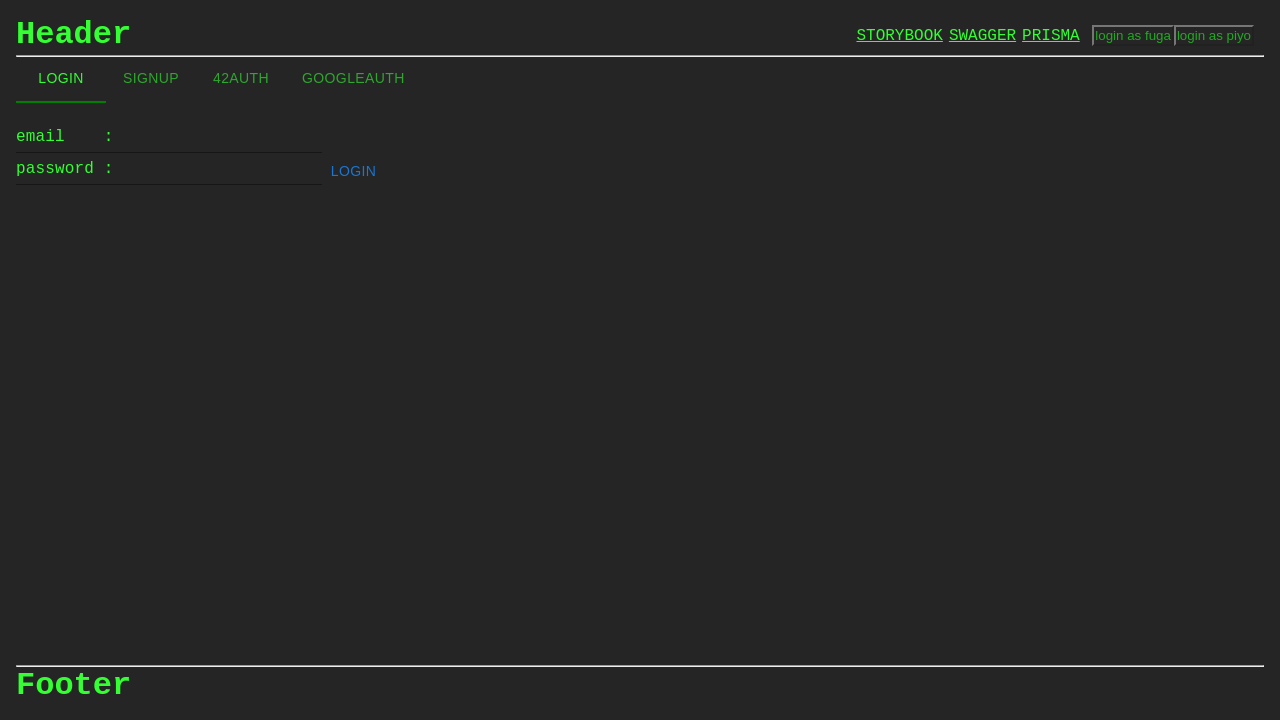 Header STORYBOOK SWAGGER PRISMA login as fuga login as piyo
LOGIN SIGNUP 42AUTH GOOGLEAUTH
email :
password : LOGIN
Footer